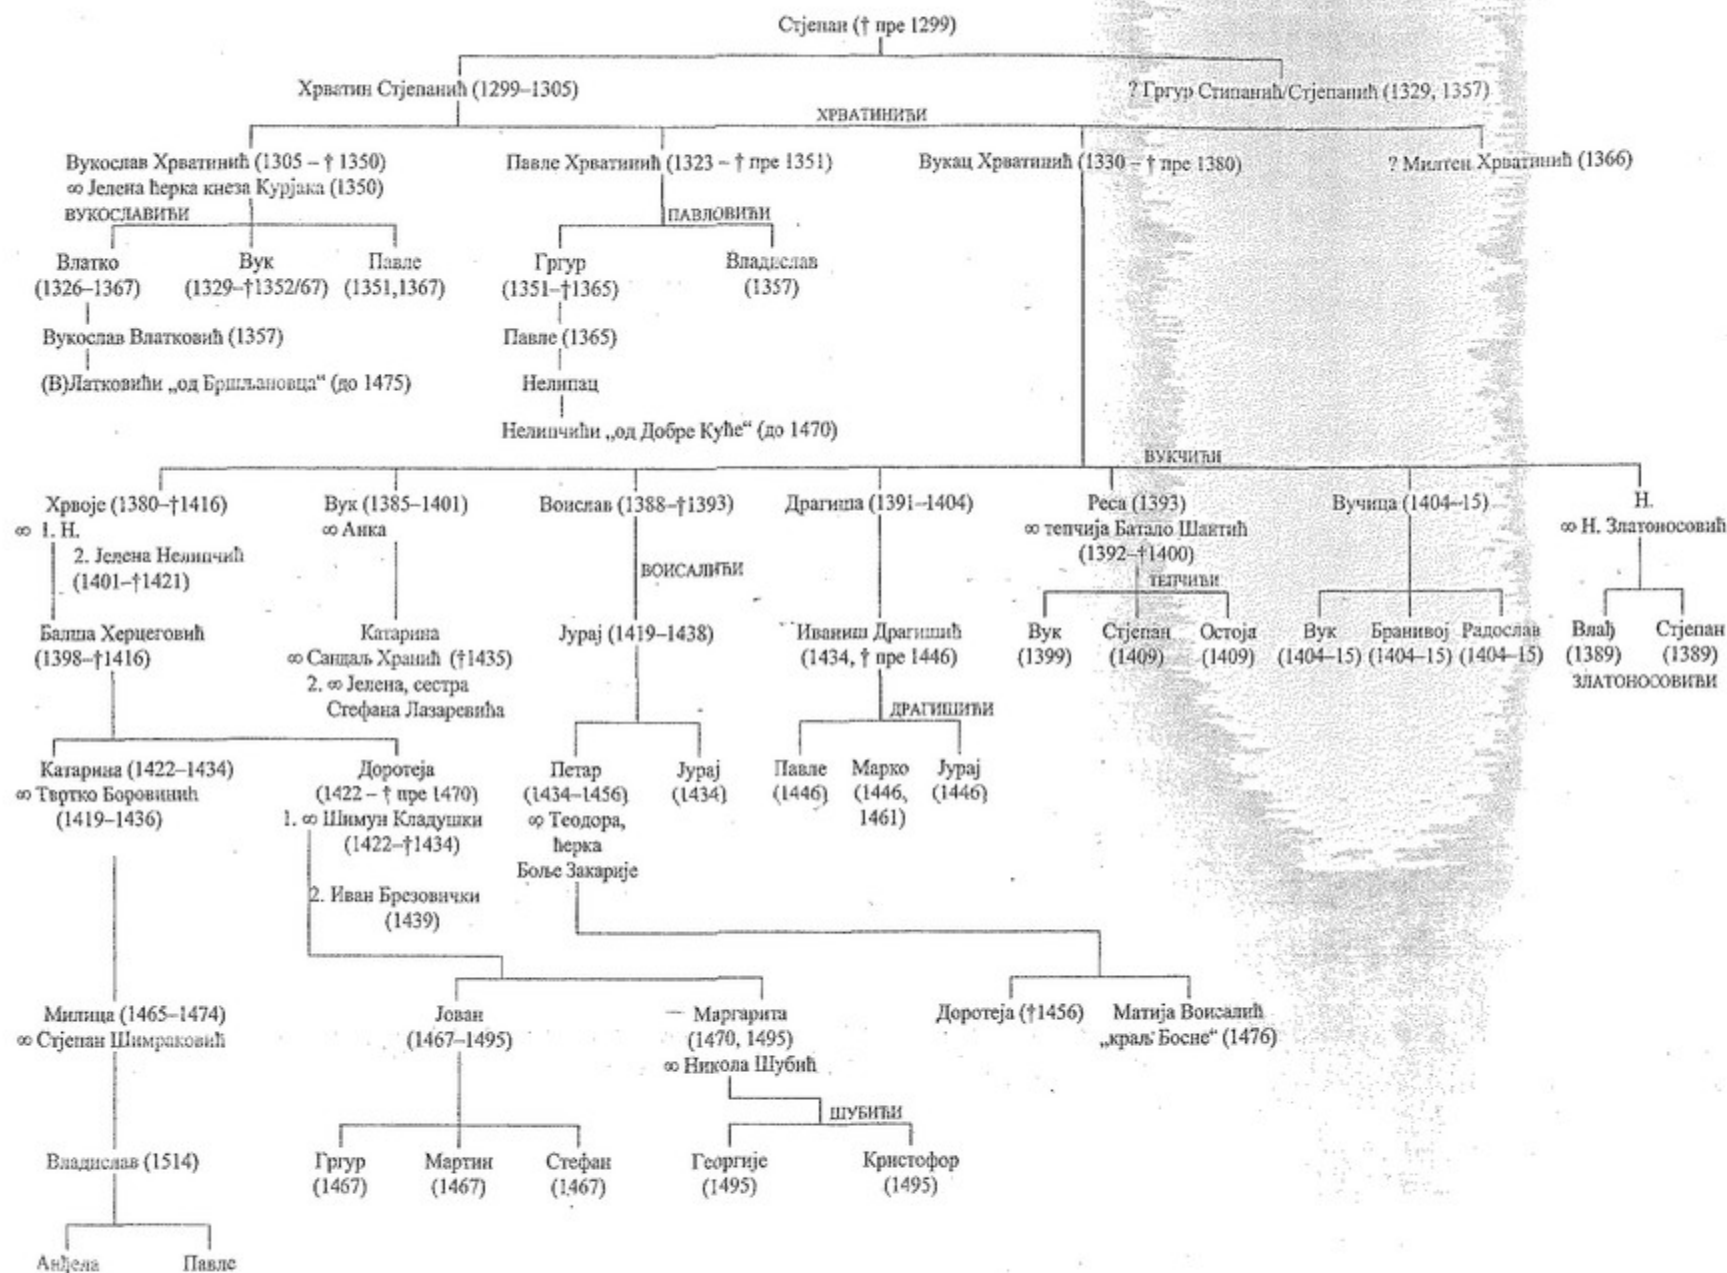 Стјепан († пре 1299)
Хрватин Стјепанић (1299–1305)
? Гргур Стипанић/Стјепанић (1329, 1357)
ХРВАТИНИЋИ
Вукослав Хрватинић (1305 – † 1350)
∞ Јелена ћерка кнеза Курјака (1350)
Павле Хрватинић (1323 – † пре 1351)
Вукац Хрватинић (1330 – † пре 1380)
? Милтен Хрватинић (1366)
ВУКОСЛАВИЋИ
ПАВЛОВИЋИ
Влатко
(1326–1367)
Вук
(1329–†1352/67)
Павле
(1351,1367)
Гргур
(1351–†1365)
Владислав
(1357)
Вукослав Влатковић (1357)
Павле (1365)
(В)Латковићи „од Бршљановца“ (до 1475)
Нелипац
Нелипчићи „од Добре Куће“ (до 1470)
ВУКЧИЋИ
Хрвоје (1380–†1416)
∞ 1. Н.
2. Јелена Нелипчић
(1401–†1421)
Вук (1385–1401)
∞ Анка
Воислав (1388–†1393)
Драгиша (1391–1404)
Реса (1393)
∞ тепчија Батало Шантић
(1392–†1400)
Вучица (1404–15)
Н.
∞ Н. Златоносовић
ВОИСАЛИЋИ
ТЕПЧИЋИ
Балша Херцеговић
(1398–†1416)
Катарина
∞ Сандаљ Хранић (†1435)
2. ∞ Јелена, сестра
Стефана Лазаревића
Јурај (1419–1438)
Иваниш Драгишић
(1434, † пре 1446)
Вук
(1399)
Стјепан
(1409)
Остоја
(1409)
Вук
(1404–15)
Бранивој
(1404–15)
Радослав
(1404–15)
Влађ
(1389)
Стјепан
(1389)
ЗЛАТОНОСОВИЋИ
ДРАГИШИЋИ
Катарина (1422–1434)
∞ Твртко Боровинић
(1419–1436)
Доротеја
(1422 – † пре 1470)
1. ∞ Шимун Кладушки
(1422–†1434)
2. Иван Брезовички
(1439)
Петар
(1434–1456)
∞ Теодора,
ћерка
Боље Закарије
Јурај
(1434)
Павле
(1446)
Марко
(1446,
1461)
Јурај
(1446)
Милица (1465–1474)
∞ Стјепан Шимраковић
Јован
(1467–1495)
Маргарита
(1470, 1495)
∞ Никола Шубић
Доротеја (†1456)
Матија Воисалић
„краљ Босне“ (1476)
ШУБИЋИ
Владислав (1514)
Гргур
(1467)
Мартин
(1467)
Стефан
(1467)
Георгије
(1495)
Кристофор
(1495)
Анђела
Павле